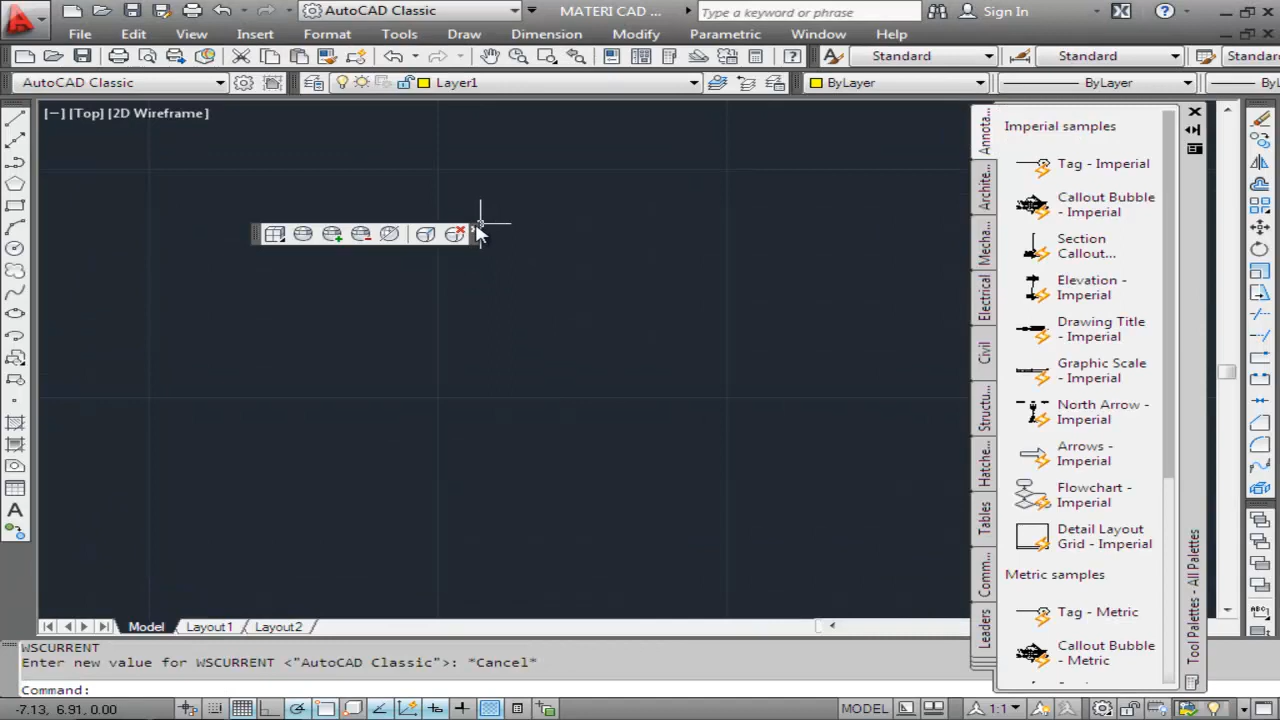 AutoCAD Classic
MATERI CAD ...
Type a keyword or phrase
Sign In
File Edit View Insert Format Tools Draw Dimension Modify Parametric Window Help
Standard
Standard
Standard
AutoCAD Classic
Layer1
ByLayer
ByLayer
[−] [Top] [2D Wireframe]
Annota...
Archite...
Mecha...
Electrical
Civil
Structu...
Hatche...
Tables
Comm...
Leaders
Imperial samples
Tag - Imperial
Callout Bubble
- Imperial
Section
Callout...
Elevation -
Imperial
Drawing Title
- Imperial
Graphic Scale
- Imperial
North Arrow -
Imperial
Arrows -
Imperial
Flowchart -
Imperial
Detail Layout
Grid - Imperial
Metric samples
Tag - Metric
Callout Bubble
- Metric
Tool Palettes - All Palettes
Model Layout1 Layout2
WSCURRENT
Enter new value for WSCURRENT <"AutoCAD Classic">: *Cancel*
Command:
-7.13, 6.91, 0.00
MODEL
1:1